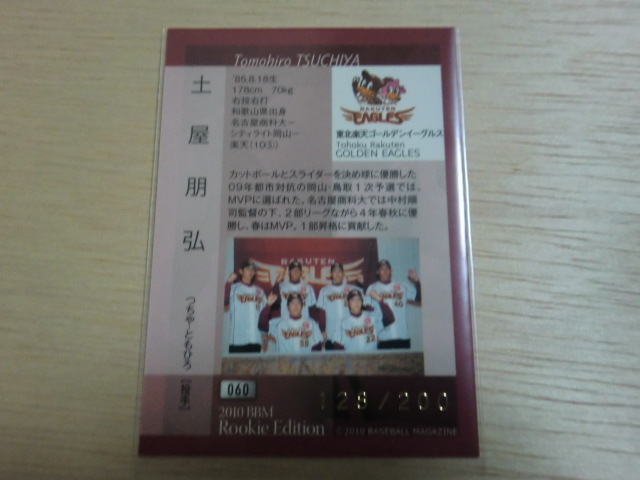 Tomohiro TSUCHIYA
土屋朋弘
つちや・ともひろ [投手]
'85.8.18生
178cm 70kg
右投右打
和歌山県出身
名古屋商科大ー
シティライト岡山ー
楽天(10⑤)
RAKUTEN
EAGLES
東北楽天ゴールデンイーグルス
Tohoku Rakuten
GOLDEN EAGLES
カットボールとスライダーを決め球に優勝した
09年都市対抗の岡山・鳥取1次予選では、
MVPに選ばれた。名古屋商科大では中村順
司監督の下、2部リーグながら4年春秋に優
勝し、春はMVP。1部昇格に貢献した。
RAKUTEN
EAGLES
060
128/200
2010 BBM
Rookie Edition
© 2010 BASEBALL MAGAZINE